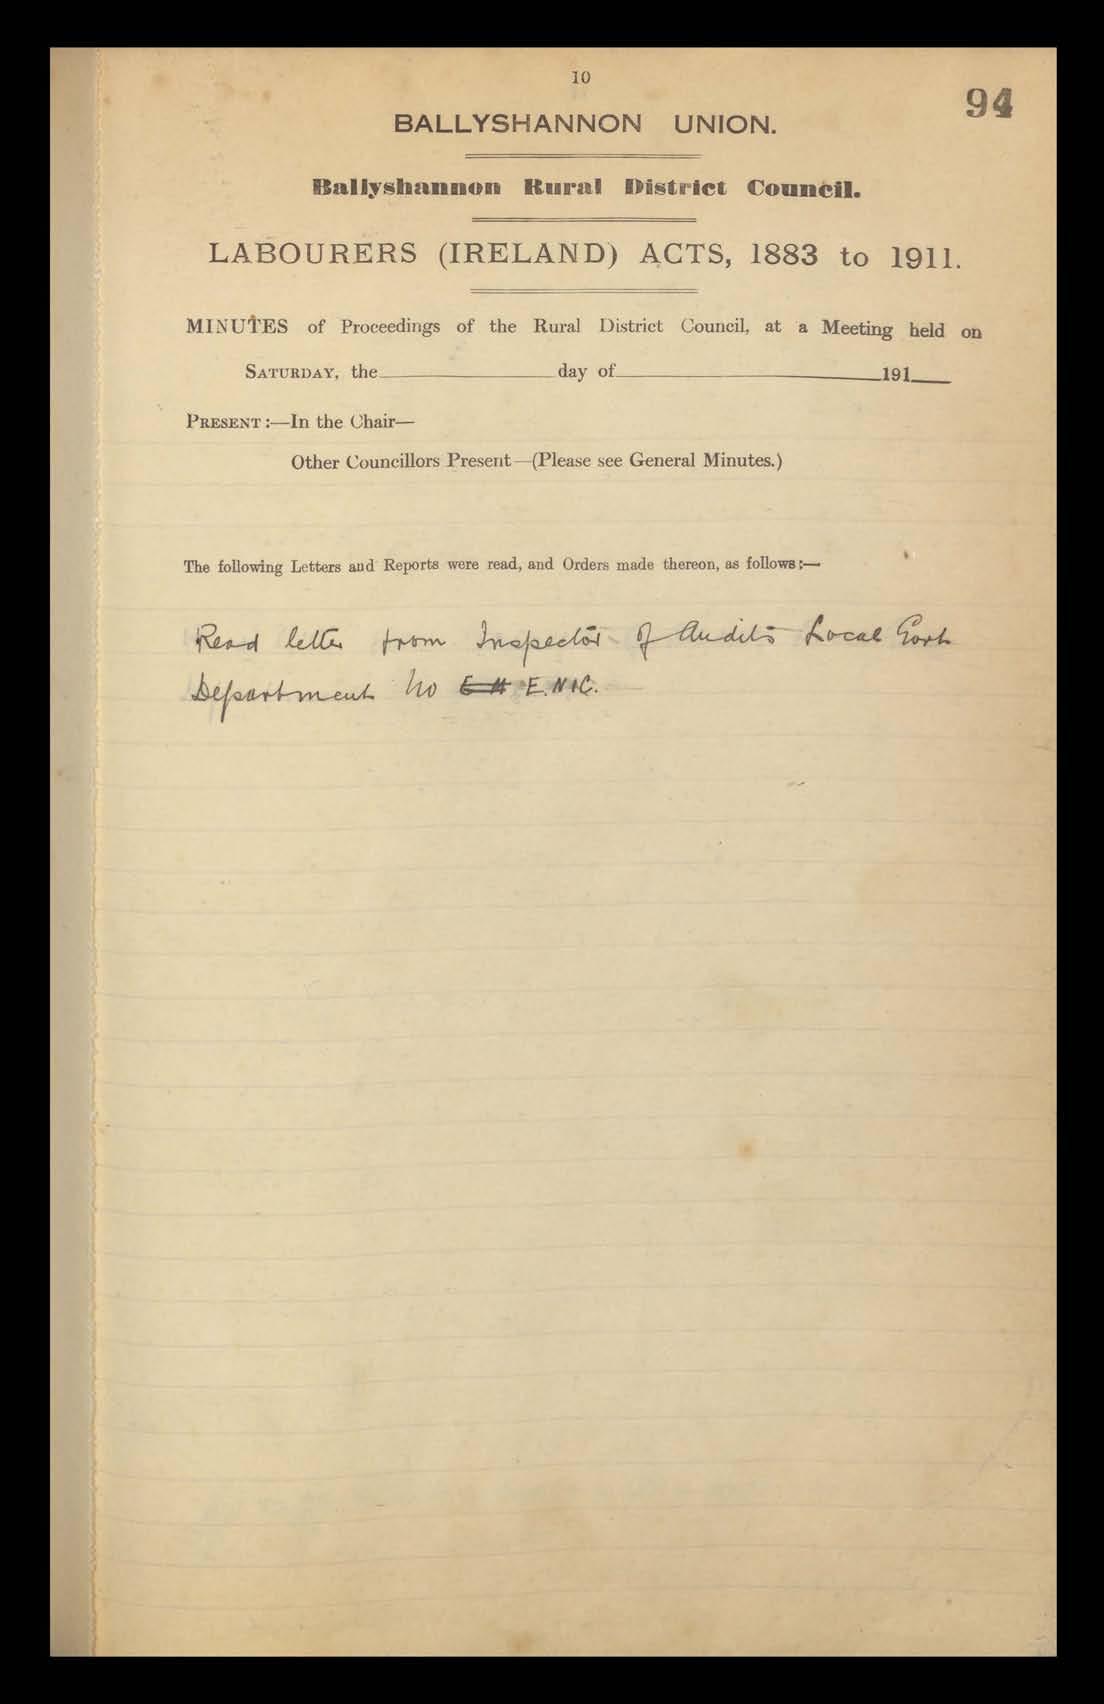 10
94
BALLYSHANNON UNION.
Ballyshannon Rural District Council.
LABOURERS (IRELAND) ACTS, 1883 to 1911.
MINUTES of Proceedings of the Rural District Council, at a Meeting held on
SATURDAY, the day of 191
PRESENT:—In the Chair—
Other Councillors Present—(Please see General Minutes.)
The following Letters and Reports were read, and Orders made thereon, as follows:—
Read letter from Inspector of Audits Local Govt
Department No E.N1C.